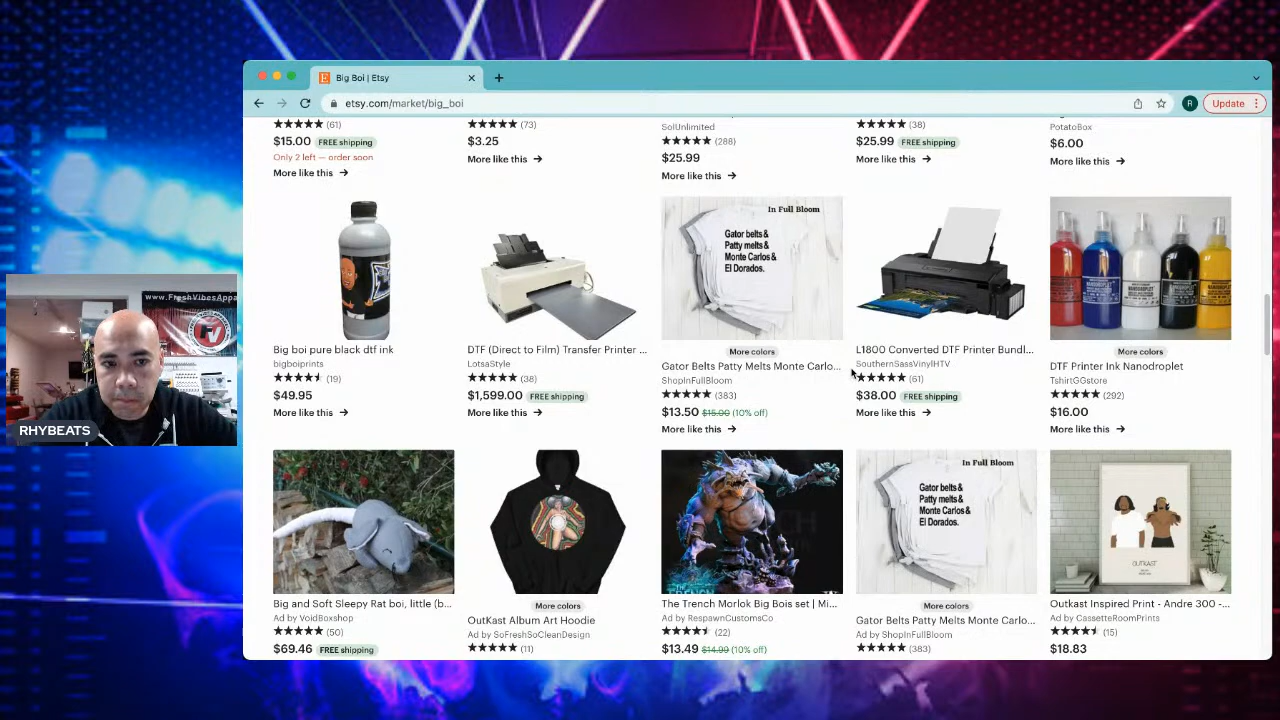 Big Boi | Etsy
etsy.com/market/big_boi
R
Update
(61)
$15.00 FREE shipping
Only 2 left — order soon
More like this →
(73)
$3.25
More like this →
SolUnlimited
(288)
$25.99
More like this →
(38)
$25.99 FREE shipping
More like this →
PotatoBox
$6.00
More like this →
Big boi pure black dtf ink
bigboiprints
(19)
$49.95
More like this →
DTF (Direct to Film) Transfer Printer ...
LotsaStyle
(38)
$1,599.00 FREE shipping
More like this →
In Full Bloom
Gator belts &
Patty melts &
Monte Carlos &
El Dorados.
More colors
Gator Belts Patty Melts Monte Carlo...
ShopInFullBloom
(383)
$13.50 $15.00 (10% off)
More like this →
L1800 Converted DTF Printer Bundl...
SouthernSassVinylHTV
(61)
$38.00 FREE shipping
More like this →
NANODROPLET
More colors
DTF Printer Ink Nanodroplet
TshirtGGstore
(292)
$16.00
More like this →
Big and Soft Sleepy Rat boi, little (b...
Ad by VoidBoxshop
(50)
$69.46 FREE shipping
More colors
OutKast Album Art Hoodie
Ad by SoFreshSoCleanDesign
(11)
The Trench Morlok Big Bois set | Mi...
Ad by RespawnCustomsCo
(22)
$13.49 $14.99 (10% off)
In Full Bloom
Gator belts &
Patty melts &
Monte Carlos &
El Dorados.
More colors
Gator Belts Patty Melts Monte Carlo...
Ad by ShopInFullBloom
(383)
OUTKAST
Outkast Inspired Print - Andre 300 -...
Ad by CassetteRoomPrints
(15)
$18.83
www.FreshVibesAppa
FV
RHYBEATS